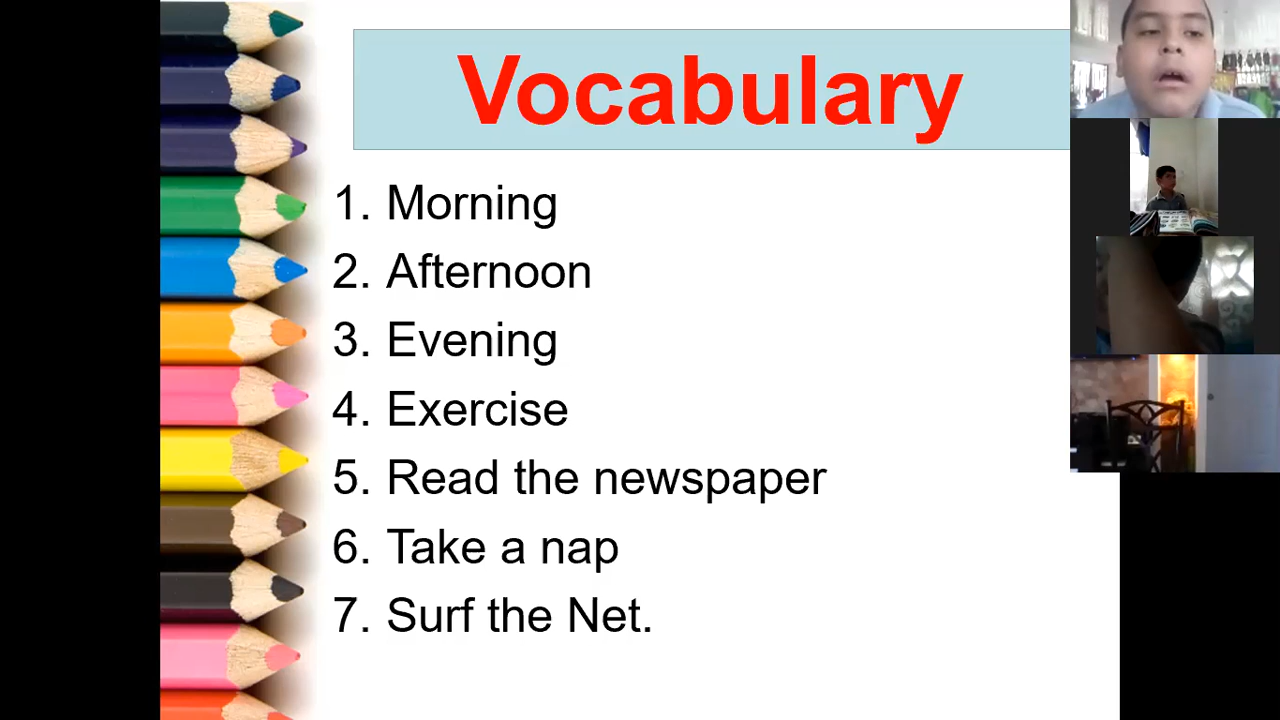 Vocabulary
1. Morning
2. Afternoon
3. Evening
4. Exercise
5. Read the newspaper
6. Take a nap
7. Surf the Net.